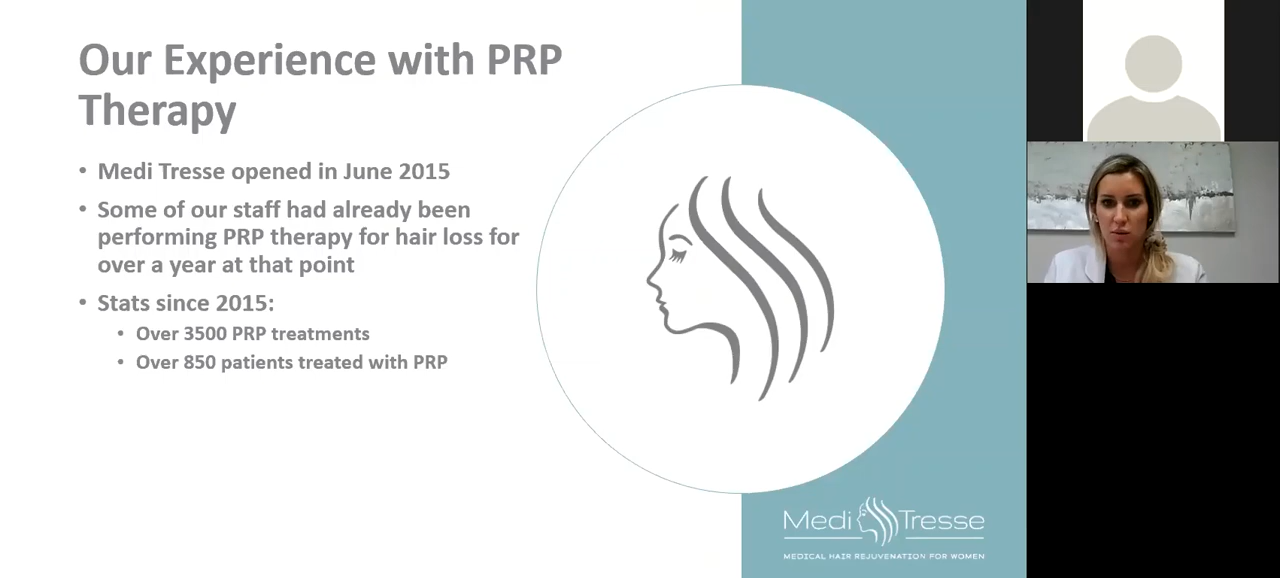 Our Experience with PRP
Therapy
• Medi Tresse opened in June 2015
• Some of our staff had already been
performing PRP therapy for hair loss for
over a year at that point
• Stats since 2015:
• Over 3500 PRP treatments
• Over 850 patients treated with PRP
Medi Tresse
MEDICAL HAIR REJUVENATION FOR WOMEN